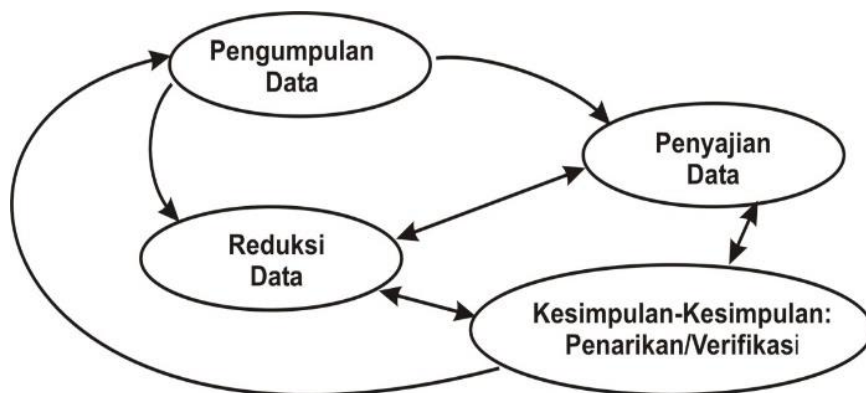 Pengumpulan
Data
Penyajian
Data
Reduksi
Data
Kesimpulan-Kesimpulan:
Penarikan/Verifikasi